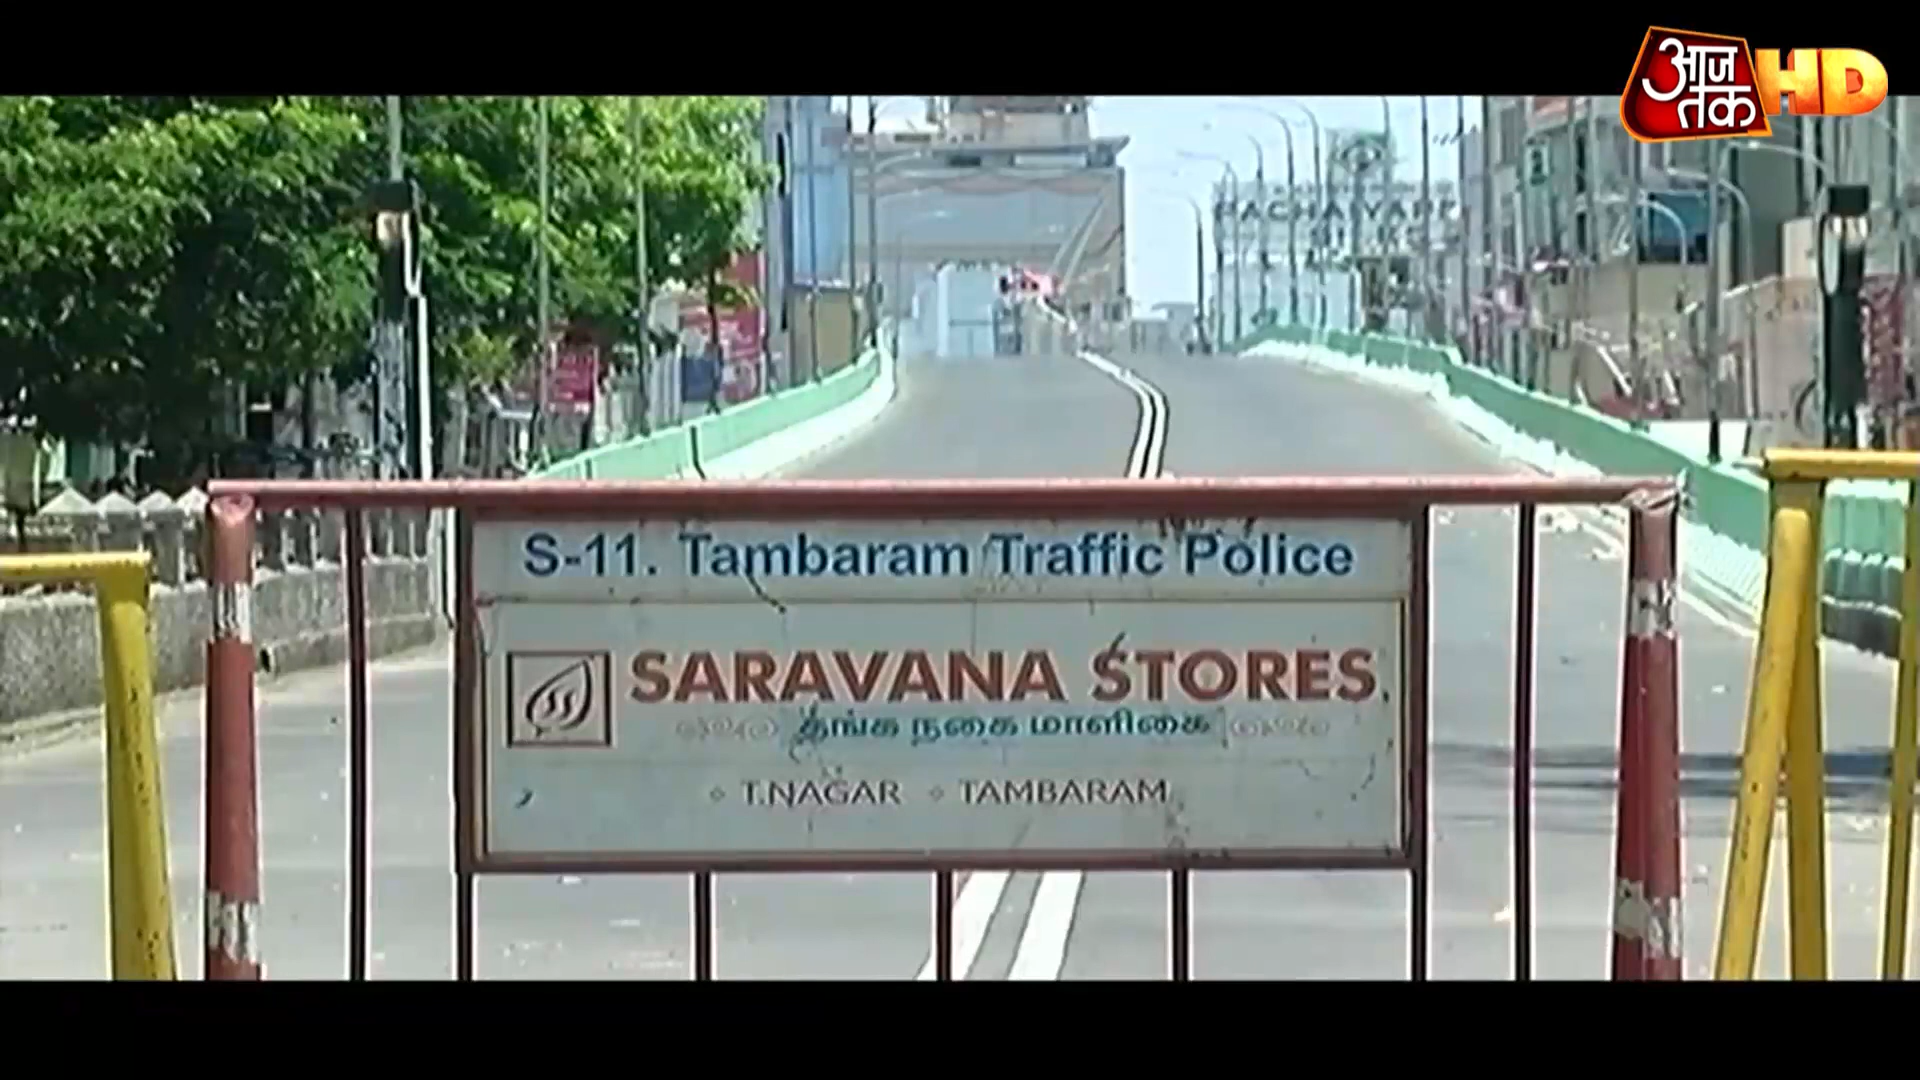 आज
तक HD
S-11. Tambaram Traffic Police
SARAVANA STORES
தங்க நகை மாளிகை
T.NAGAR TAMBARAM